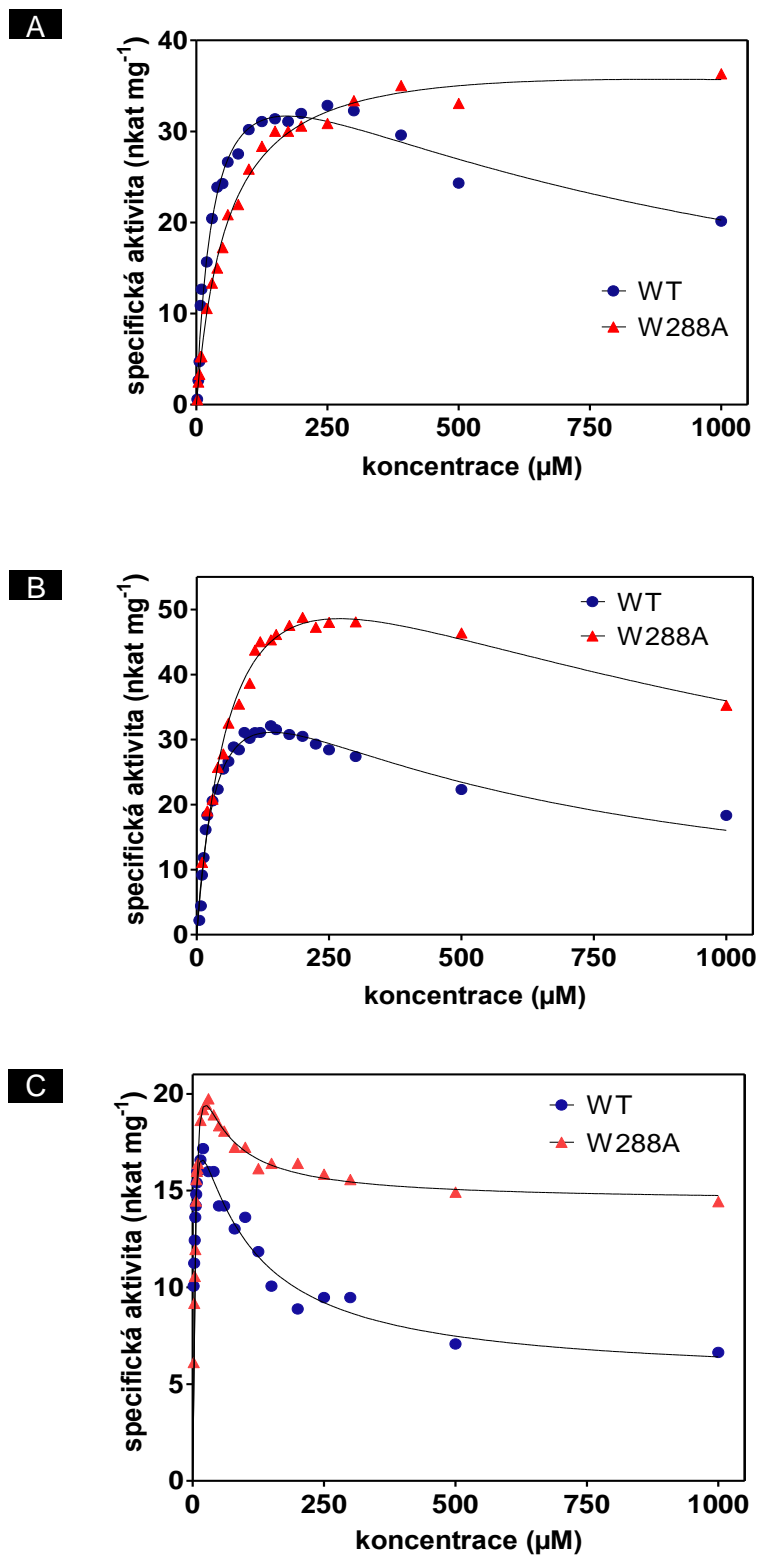 A
specifická aktivita (nkat mg-1)
40
30
20
10
0
WT
W288A
0 250 500 750 1000
koncentrace (µM)
B
specifická aktivita (nkat mg-1)
50
40
30
20
10
0
WT
W288A
0 250 500 750 1000
koncentrace (µM)
C
specifická aktivita (nkat mg-1)
20
15
10
5
0
WT
W288A
0 250 500 750 1000
koncentrace (µM)